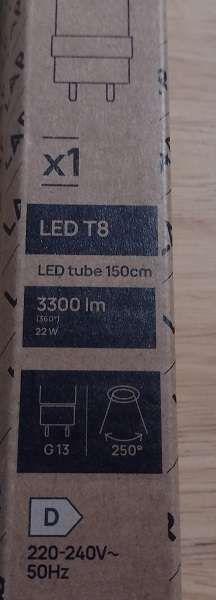 x1
LED T8
LED tube 150cm
3300 lm
(360°)
22 W
G13
250°
D
220-240V~
50Hz